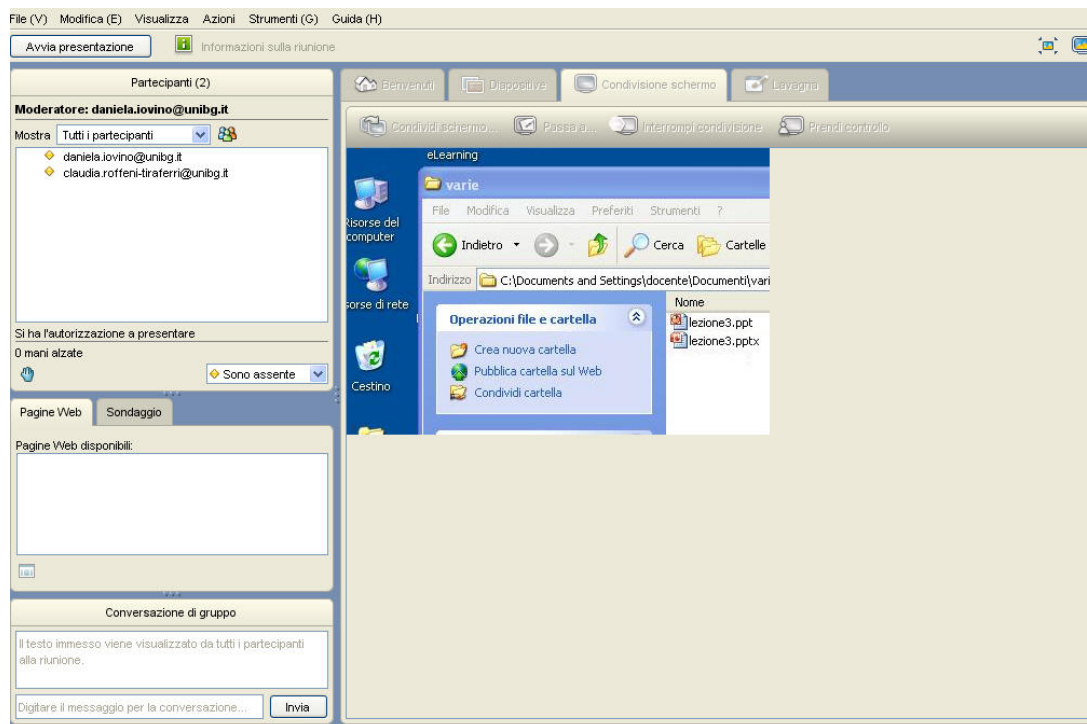 File (V) Modifica (E) Visualizza Azioni Strumenti (G) Guida (H)
Avvia presentazione Informazioni sulla riunione
Partecipanti (2)
Moderatore: daniela.iovino@unibg.it
Mostra Tutti i partecipanti
daniela.iovino@unibg.it
claudia.roffeni-tiraferri@unibg.it
Si ha l'autorizzazione a presentare
0 mani alzate
Sono assente
Pagine Web Sondaggio
Pagine Web disponibili:
Conversazione di gruppo
Il testo immesso viene visualizzato da tutti i partecipanti
alla riunione.
Digitare il messaggio per la conversazione... Invia
Benvenuti Diapositive Condivisione schermo Lavagna
Condividi schermo... Passa a... Interrompi condivisione Prendi controllo
eLearning
Risorse del
computer
sorse di rete
Cestino
varie
File Modifica Visualizza Preferiti Strumenti ?
Indietro Cerca Cartelle
Indirizzo C:\Documents and Settings\docente\Documenti\vari
Operazioni file e cartella
Crea nuova cartella
Pubblica cartella sul Web
Condividi cartella
Nome
lezione3.ppt
lezione3.pptx